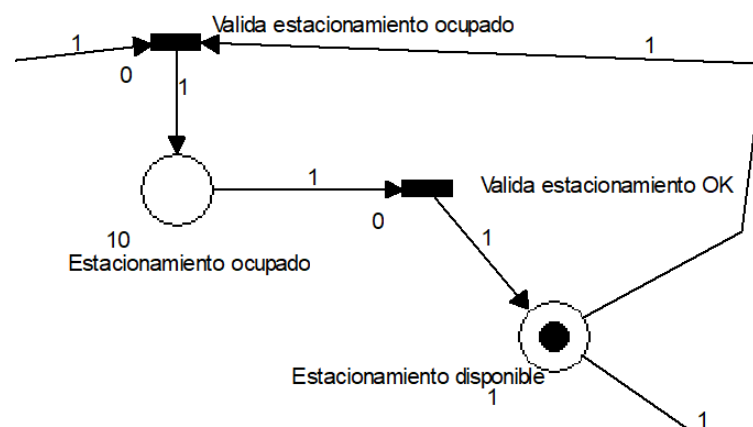 Valida estacionamiento ocupado
1
1
0
1
1
Valida estacionamiento OK
0
10
1
Estacionamiento ocupado
Estacionamiento disponible
1
1